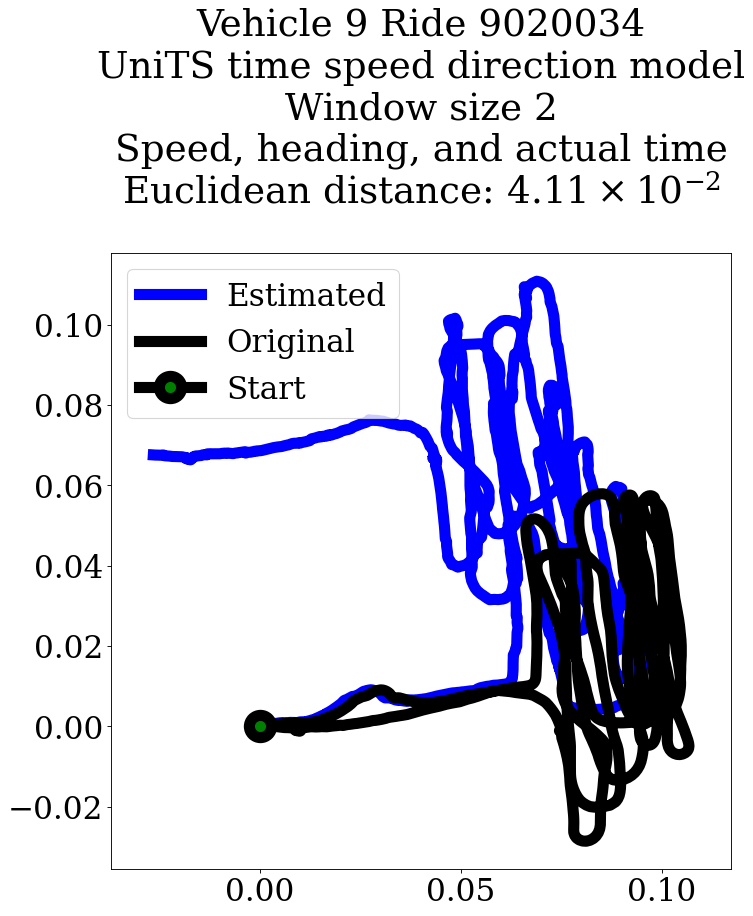 Vehicle 9 Ride 9020034
UniTS time speed direction model
Window size 2
Speed, heading, and actual time
Euclidean distance: 4.11 × 10⁻²
Estimated
Original
Start
0.10
0.08
0.06
0.04
0.02
0.00
−0.02
0.00 0.05 0.10